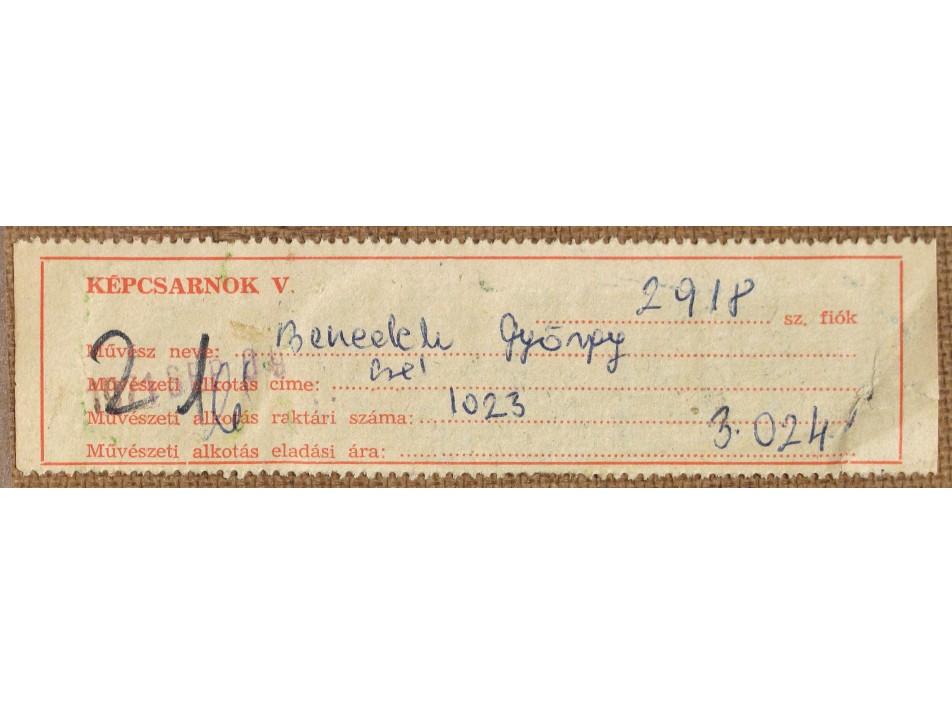 KÉPCSARNOK V.
2918 sz. fiók
Művész neve: Benedek György
Művészeti alkotás címe:
Művészeti alkotás raktári száma: 1023
Művészeti alkotás eladási ára: 3.024
21